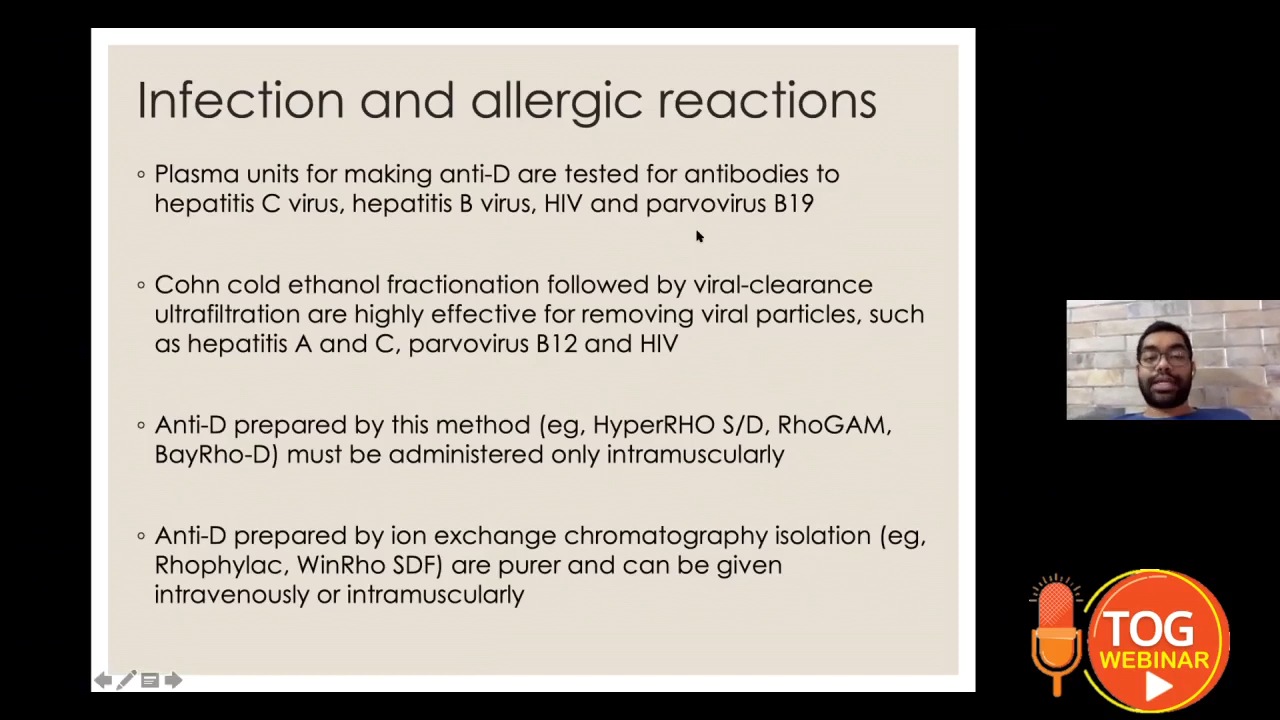 Infection and allergic reactions
◦ Plasma units for making anti-D are tested for antibodies to
hepatitis C virus, hepatitis B virus, HIV and parvovirus B19
◦ Cohn cold ethanol fractionation followed by viral-clearance
ultrafiltration are highly effective for removing viral particles, such
as hepatitis A and C, parvovirus B12 and HIV
◦ Anti-D prepared by this method (eg, HyperRHO S/D, RhoGAM,
BayRho-D) must be administered only intramuscularly
◦ Anti-D prepared by ion exchange chromatography isolation (eg,
Rhophylac, WinRho SDF) are purer and can be given
intravenously or intramuscularly
TOG
WEBINAR